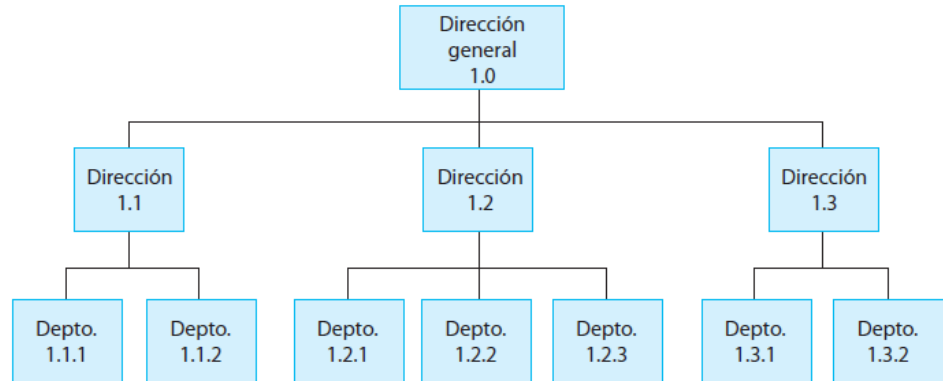 Dirección
general
1.0
Dirección
1.1
Dirección
1.2
Dirección
1.3
Depto.
1.1.1
Depto.
1.1.2
Depto.
1.2.1
Depto.
1.2.2
Depto.
1.2.3
Depto.
1.3.1
Depto.
1.3.2